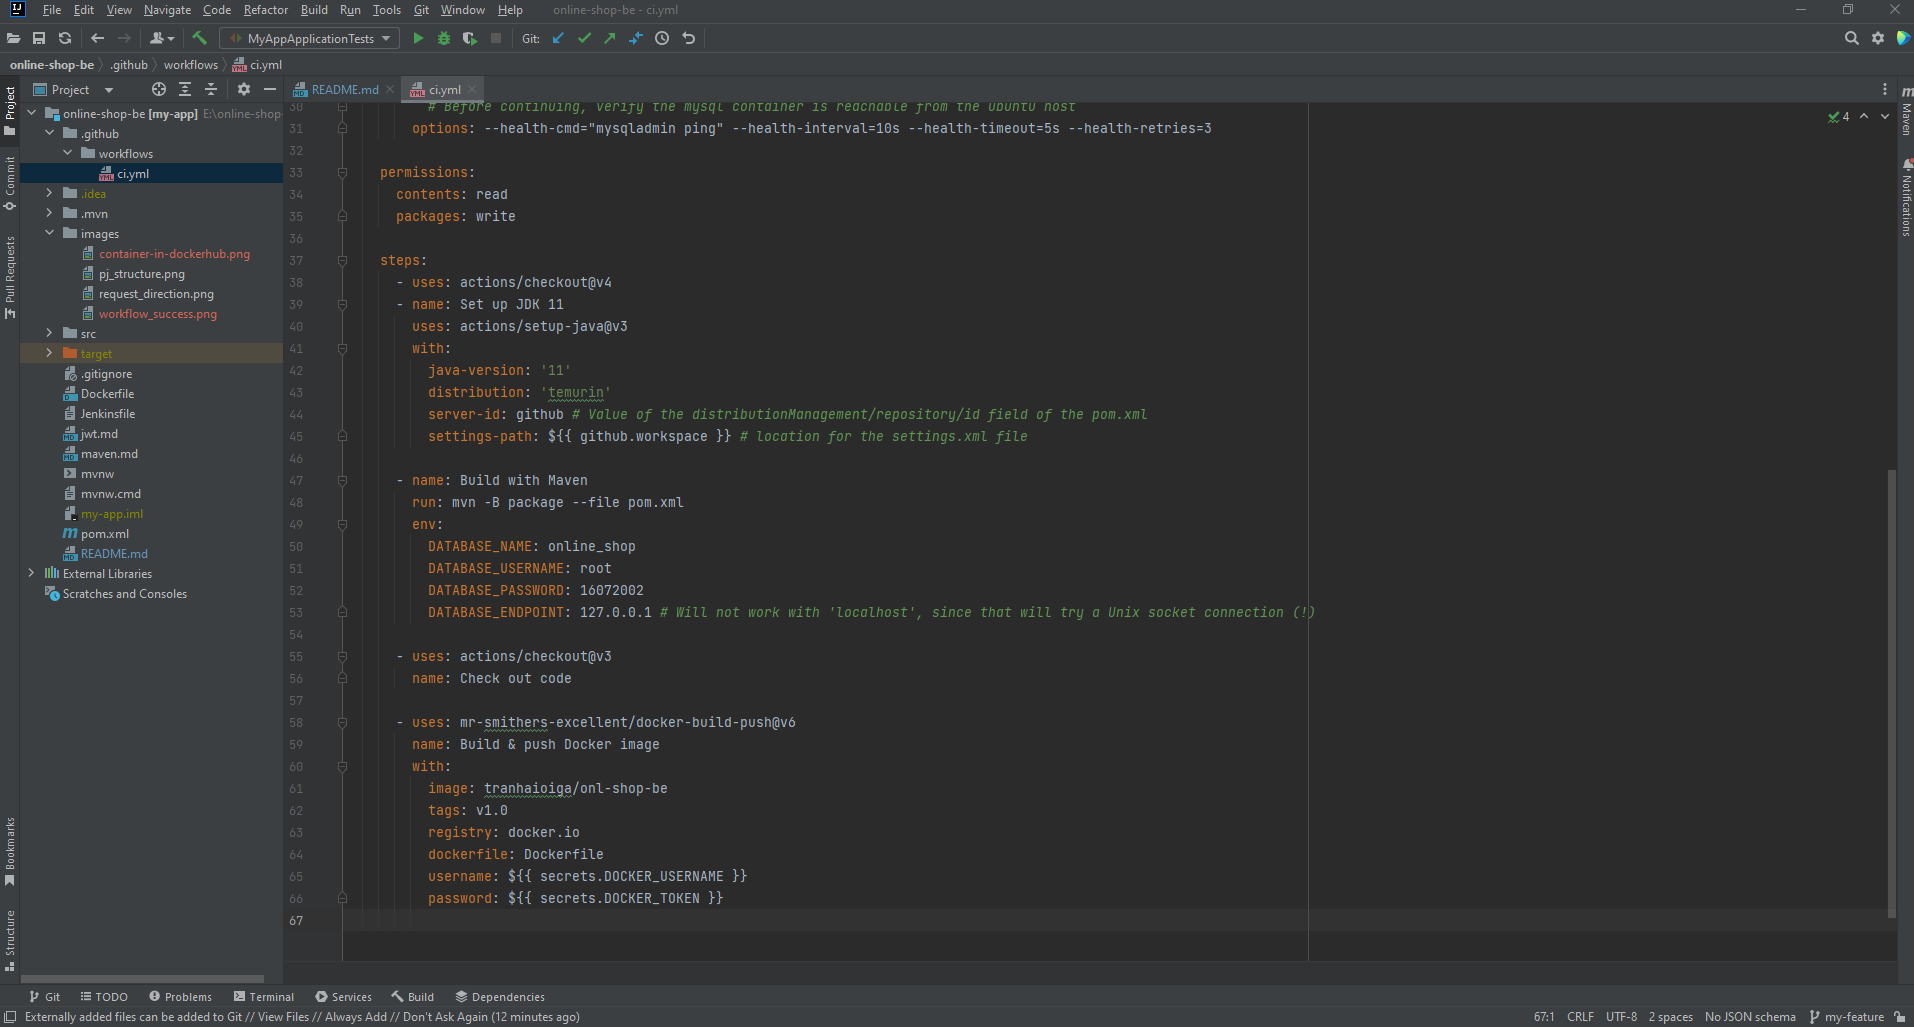 File Edit View Navigate Code Refactor Build Run Tools Git Window Help online-shop-be - ci.yml
MyAppApplicationTests Git:
online-shop-be .github workflows ci.yml
Project README.md ci.yml
Project
Commit
Pull Requests
Bookmarks
Structure
online-shop-be [my-app] E:\online-shop-
.github
workflows
ci.yml
.idea
.mvn
images
container-in-dockerhub.png
pj_structure.png
request_direction.png
workflow_success.png
src
target
.gitignore
Dockerfile
Jenkinsfile
jwt.md
maven.md
mvnw
mvnw.cmd
my-app.iml
pom.xml
README.md
External Libraries
Scratches and Consoles
30 # Before continuing, verify the mysql container is reachable from the ubuntu host
31 options: --health-cmd="mysqladmin ping" --health-interval=10s --health-timeout=5s --health-retries=3
32
33 permissions:
34 contents: read
35 packages: write
36
37 steps:
38 - uses: actions/checkout@v4
39 - name: Set up JDK 11
40 uses: actions/setup-java@v3
41 with:
42 java-version: '11'
43 distribution: 'temurin'
44 server-id: github # Value of the distributionManagement/repository/id field of the pom.xml
45 settings-path: ${{ github.workspace }} # location for the settings.xml file
46
47 - name: Build with Maven
48 run: mvn -B package --file pom.xml
49 env:
50 DATABASE_NAME: online_shop
51 DATABASE_USERNAME: root
52 DATABASE_PASSWORD: 16072002
53 DATABASE_ENDPOINT: 127.0.0.1 # Will not work with 'localhost', since that will try a Unix socket connection (!)
54
55 - uses: actions/checkout@v3
56 name: Check out code
57
58 - uses: mr-smithers-excellent/docker-build-push@v6
59 name: Build & push Docker image
60 with:
61 image: tranhaioiga/onl-shop-be
62 tags: v1.0
63 registry: docker.io
64 dockerfile: Dockerfile
65 username: ${{ secrets.DOCKER_USERNAME }}
66 password: ${{ secrets.DOCKER_TOKEN }}
67
4
Maven
Notifications
Git TODO Problems Terminal Services Build Dependencies
Externally added files can be added to Git // View Files // Always Add // Don't Ask Again (12 minutes ago) 67:1 CRLF UTF-8 2 spaces No JSON schema my-feature